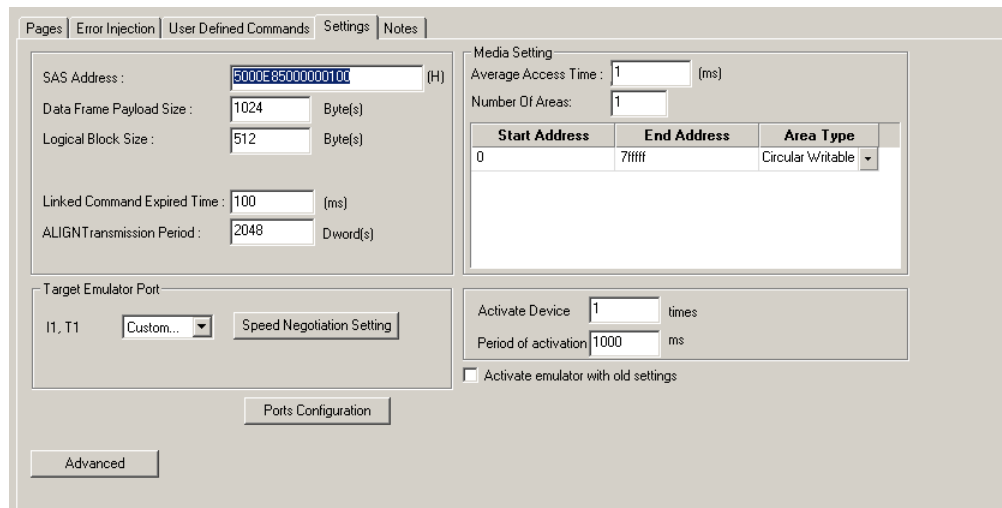 Pages Error Injection User Defined Commands Settings Notes
SAS Address : 5000E85000000100 (H)
Data Frame Payload Size : 1024 Byte(s)
Logical Block Size : 512 Byte(s)
Linked Command Expired Time : 100 (ms)
ALIGNTransmission Period : 2048 Dword(s)
Media Setting
Average Access Time : 1 (ms)
Number Of Areas: 1
Start Address End Address Area Type
0 7fffff Circular Writable
Target Emulator Port
I1, T1 Custom... Speed Negotiation Setting
Activate Device 1 times
Period of activation 1000 ms
Activate emulator with old settings
Ports Configuration
Advanced